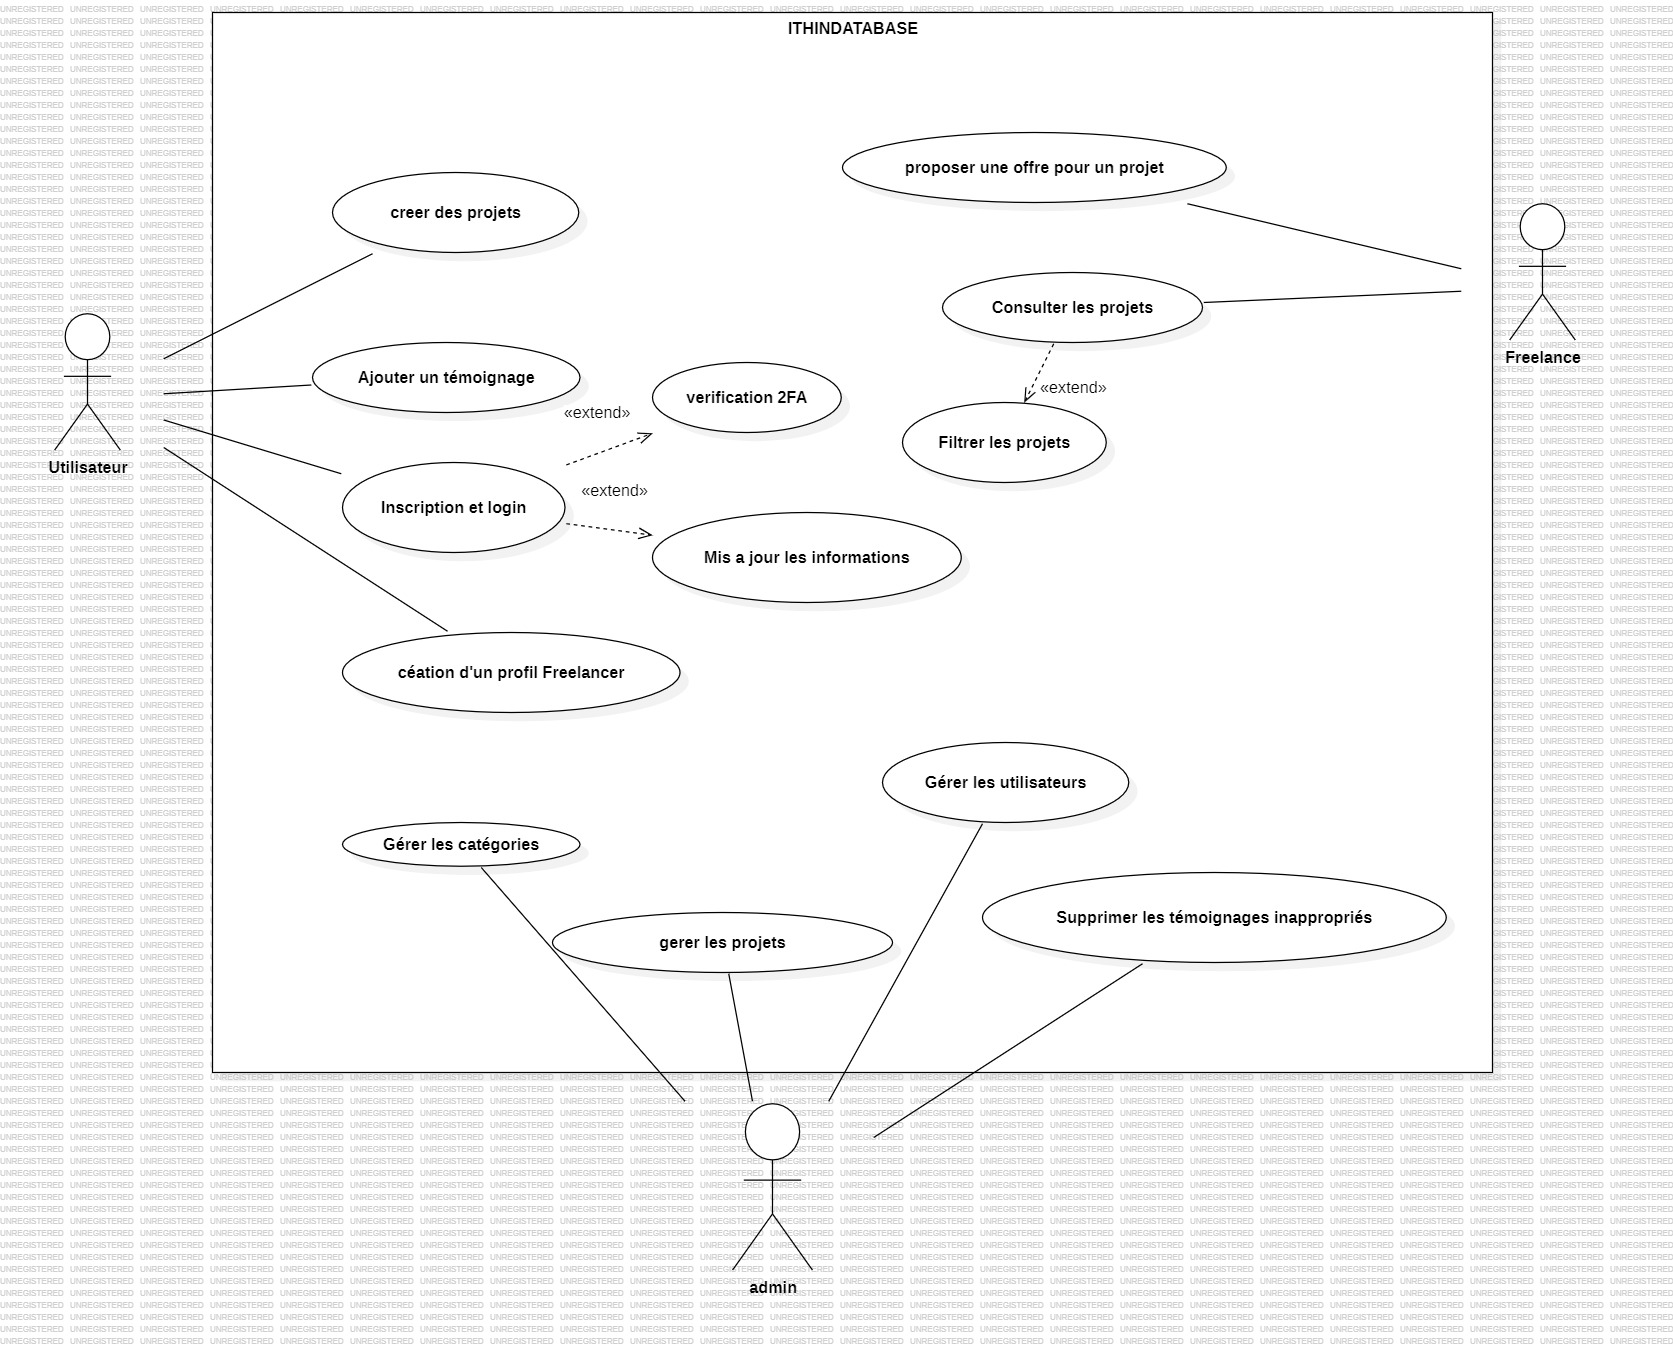 ITHINDATABASE
proposer une offre pour un projet
creer des projets
Consulter les projets
Freelance
Ajouter un témoignage
verification 2FA
«extend»
«extend»
Filtrer les projets
Utilisateur
«extend»
Inscription et login
Mis a jour les informations
céation d'un profil Freelancer
Gérer les utilisateurs
Gérer les catégories
Supprimer les témoignages inappropriés
gerer les projets
admin
UNREGISTERED